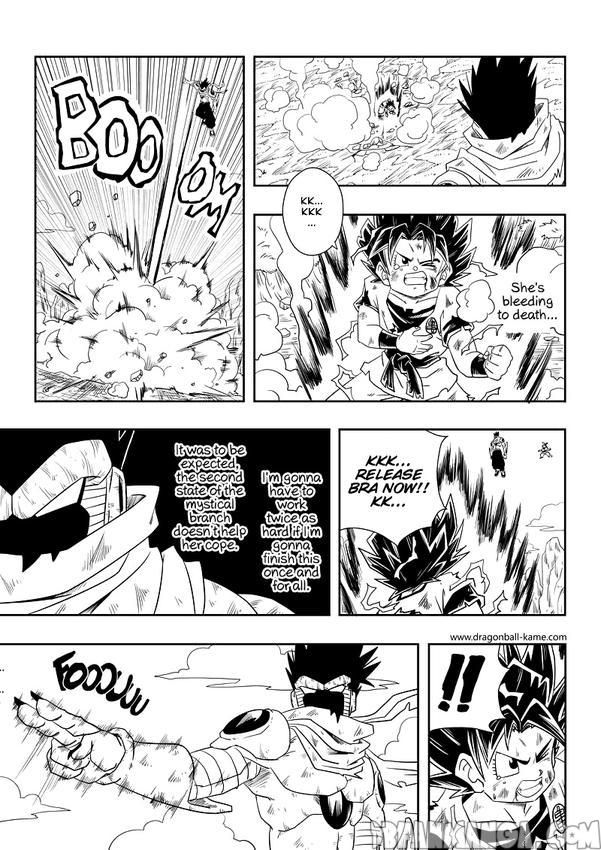 BOOOOM
KK...
KKK
...
She's
bleeding
to death...
It was to be
expected,
the second
state of the
mystical
branch
doesn't help
her cope.
I'm gonna
have to
work
twice as
hard if I'm
gonna
finish this
once and
for all.
KKK...
RELEASE
BRA NOW!!
KK...
www.dragonball-kame.com
FOOOUUU
!!